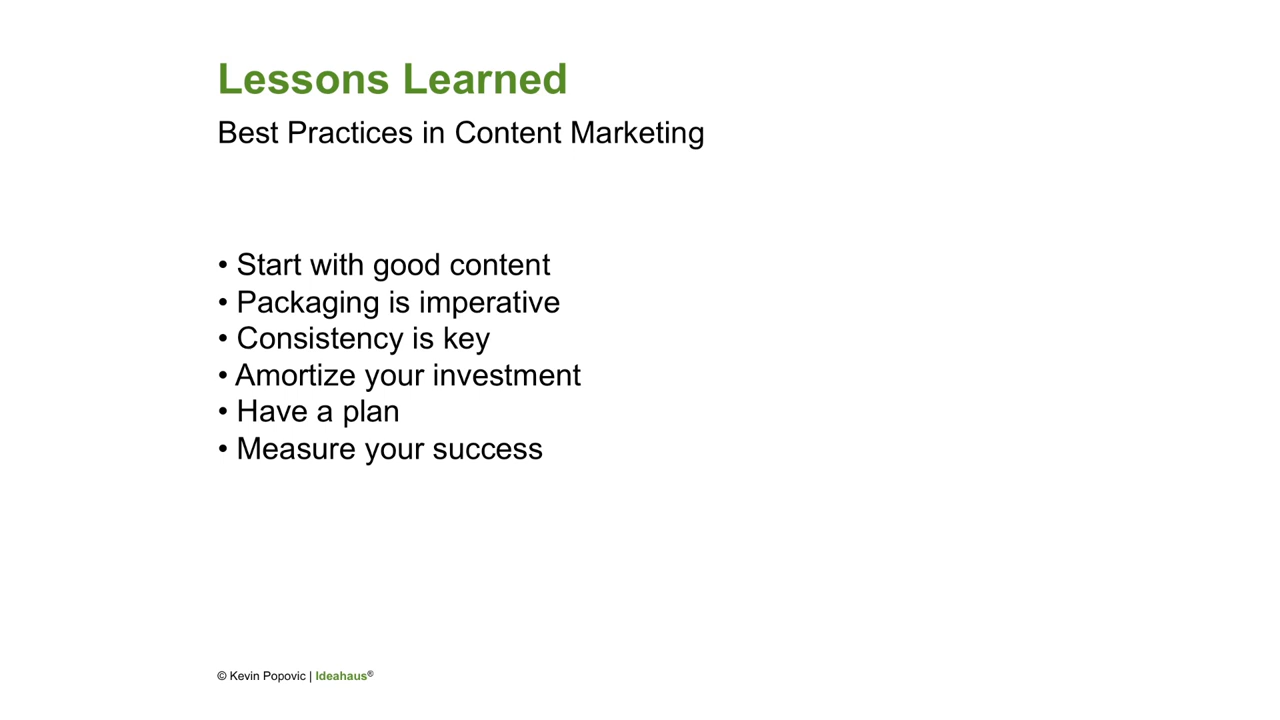 Lessons Learned
Best Practices in Content Marketing
• Start with good content
• Packaging is imperative
• Consistency is key
• Amortize your investment
• Have a plan
• Measure your success
© Kevin Popovic | Ideahaus®